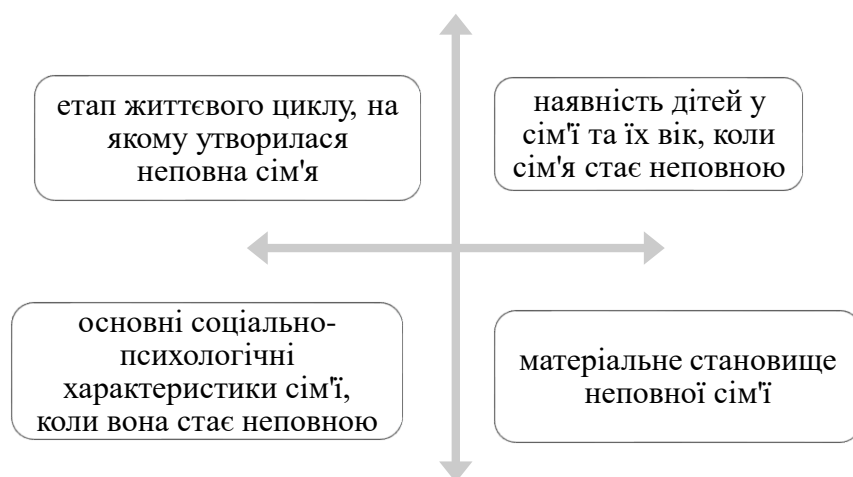 етап життєвого циклу, на
якому утворилася
неповна сім'я
наявність дітей у
сім'ї та їх вік, коли
сім'я стає неповною
основні соціально-
психологічні
характеристики сім'ї,
коли вона стає неповною
матеріальне становище
неповної сім'ї